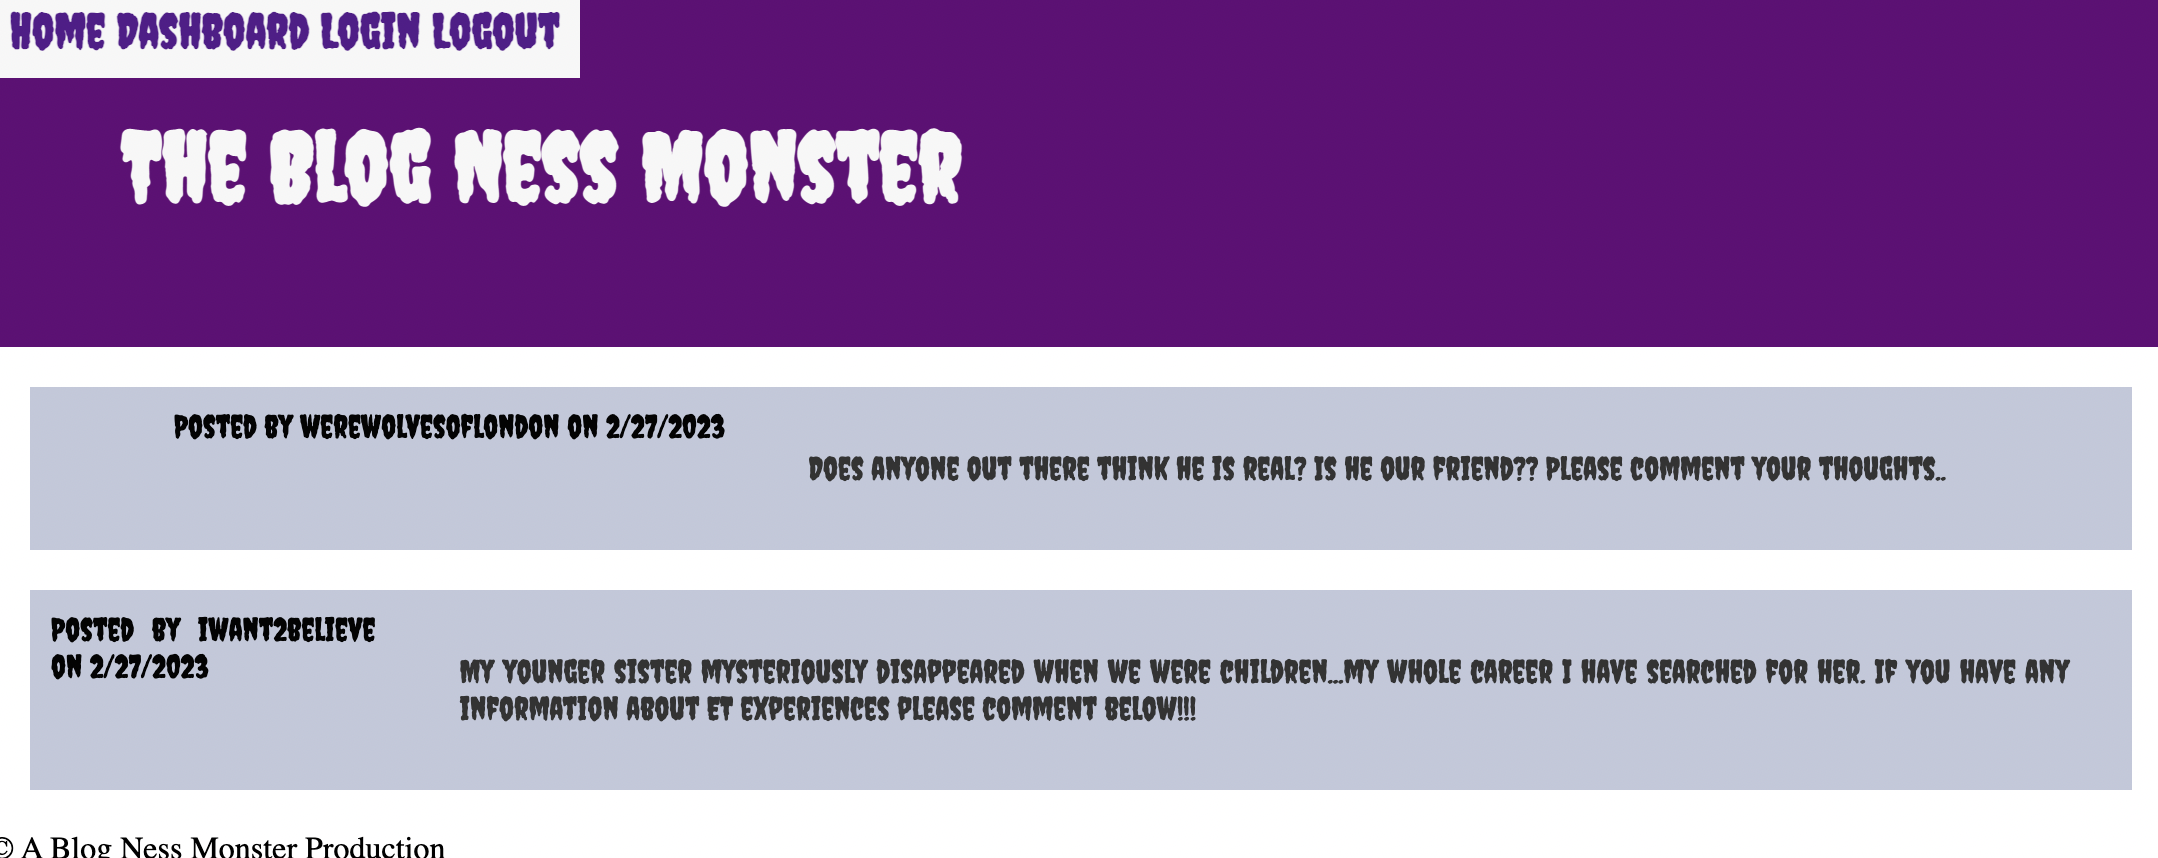 HOME DASHBOARD LOGIN LOGOUT
THE BLOG NESS MONSTER
POSTED BY WEREWOLVESOFLONDON ON 2/27/2023
DOES ANYONE OUT THERE THINK HE IS REAL? IS HE OUR FRIEND?? PLEASE COMMENT YOUR THOUGHTS..
POSTED BY IWANT2BELIEVE
ON 2/27/2023
MY YOUNGER SISTER MYSTERIOUSLY DISAPPEARED WHEN WE WERE CHILDREN...MY WHOLE CAREER I HAVE SEARCHED FOR HER. IF YOU HAVE ANY
INFORMATION ABOUT ET EXPERIENCES PLEASE COMMENT BELOW!!!
© A Blog Ness Monster Production